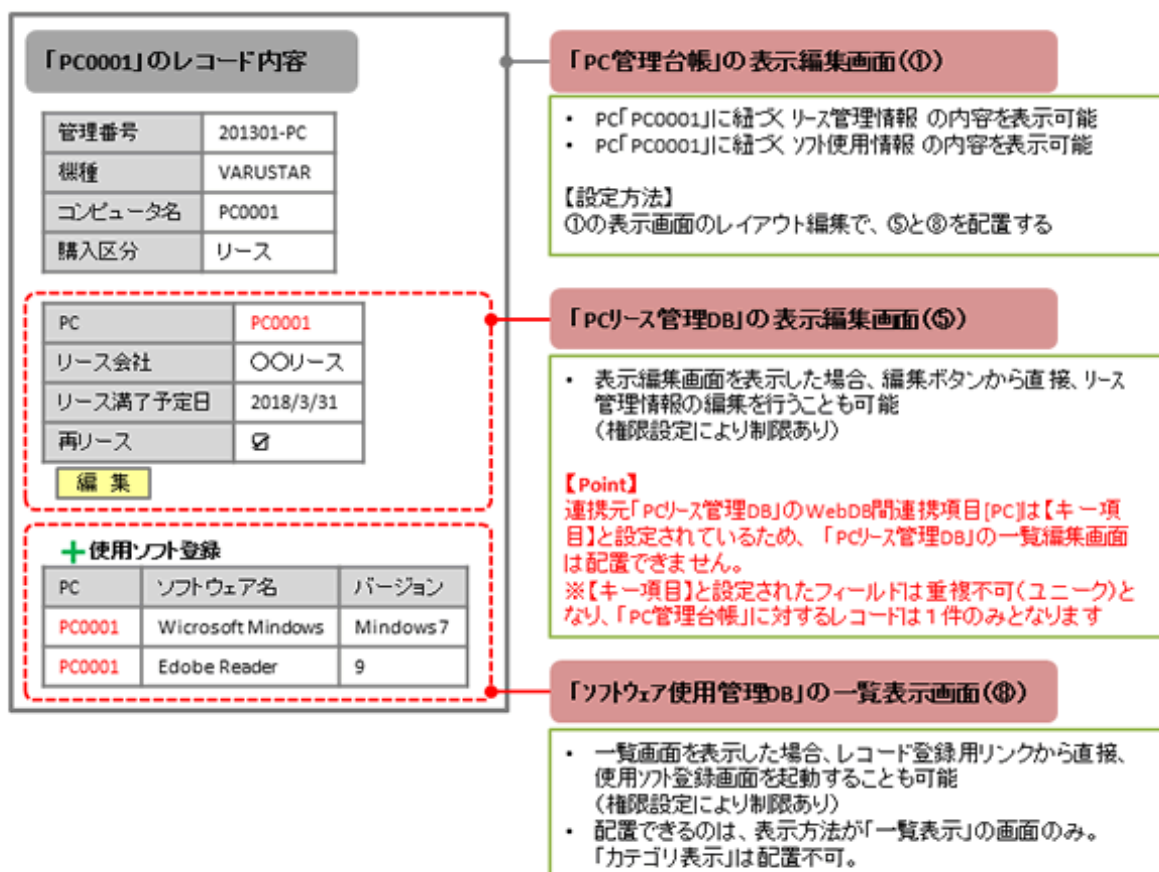 「PC0001」のレコード内容
管理番号 201301-PC
機種 VARUSTAR
コンピュータ名 PC0001
購入区分 リース
PC PC0001
リース会社 〇〇リース
リース満了予定日 2018/3/31
再リース ☑
編 集
+使用ソフト登録
PC ソフトウェア名 バージョン
PC0001 Wicrosoft Mindows Mindows7
PC0001 Edobe Reader 9
「PC管理台帳」の表示編集画面(①)
・ PC「PC0001」に紐づく リース管理情報 の内容を表示可能
・ PC「PC0001」に紐づく ソフト使用情報 の内容を表示可能
【設定方法】
①の表示画面のレイアウト編集で、⑤と⑧を配置する
「PCリース管理DB」の表示編集画面(⑤)
・ 表示編集画面を表示した場合、編集ボタンから直接、リース
管理情報の編集を行うことも可能
(権限設定により制限あり)
【Point】
連携元「PCリース管理DB」のWebDB間連携項目[PC]は【キー項
目】と設定されているため、「PCリース管理DB」の一覧編集画面
は配置できません。
※【キー項目】と設定されたフィールドは重複不可(ユニーク)と
なり、「PC管理台帳」に対するレコードは1件のみとなります
「ソフトウェア使用管理DB」の一覧表示画面(⑧)
・ 一覧画面を表示した場合、レコード登録用リンクから直接、
使用ソフト登録画面を起動することも可能
(権限設定により制限あり)
・ 配置できるのは、表示方法が「一覧表示」の画面のみ。
「カテゴリ表示」は配置不可。